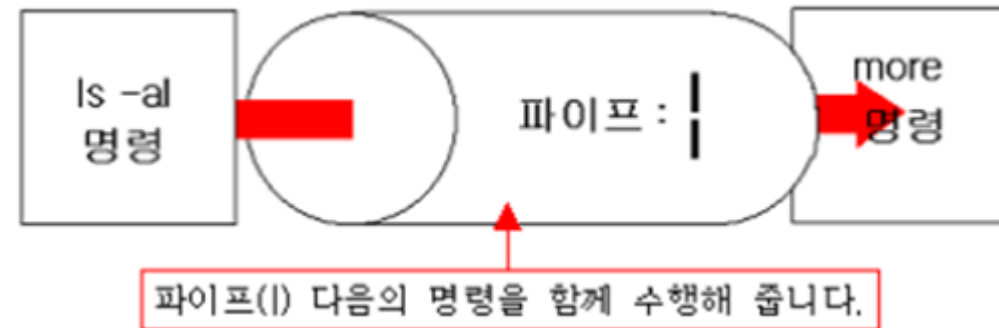 ls -al
명령
파이프 : |
more
명령
파이프(|) 다음의 명령을 함께 수행해 줍니다.